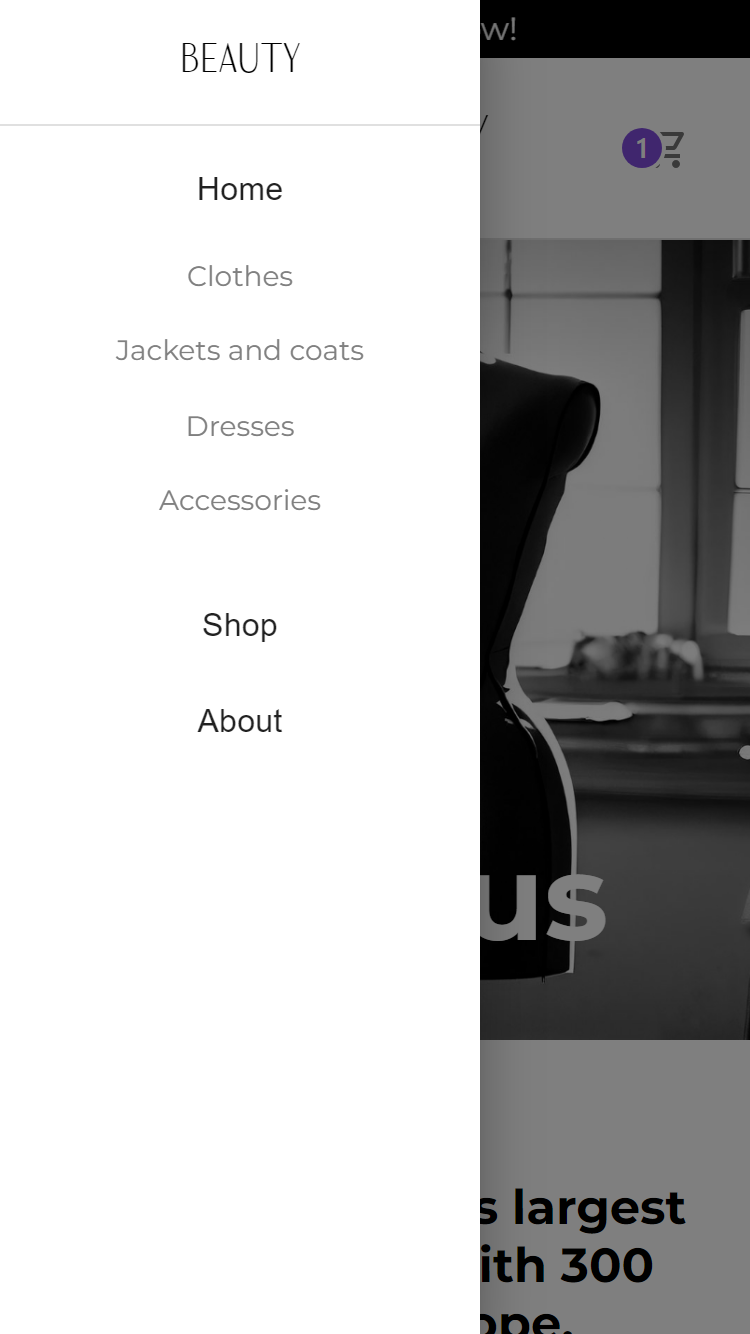 BEAUTY
Home
Clothes
Jackets and coats
Dresses
Accessories
Shop
About
w!
1
us
s largest
ith 300
ope.